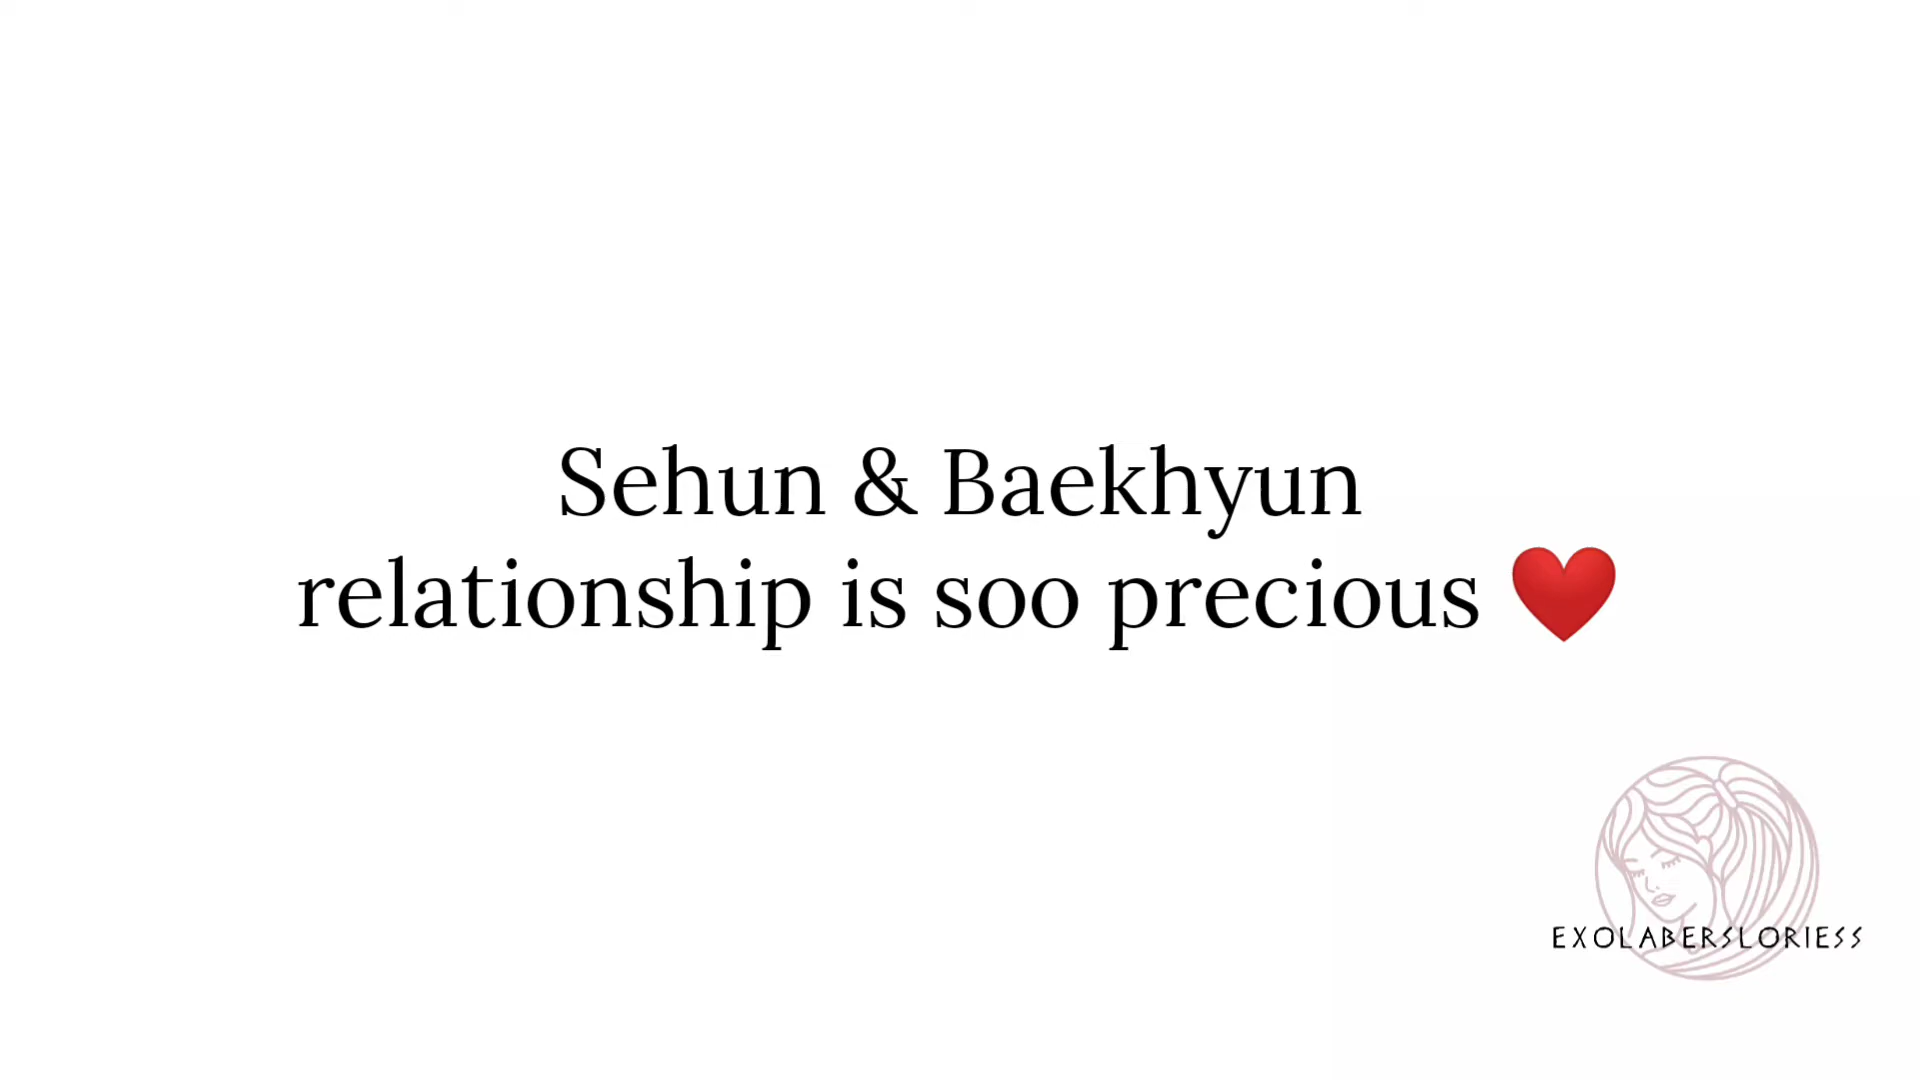 Sehun & Baekhyun
relationship is soo precious ❤️
EXOLABERSLORIESS